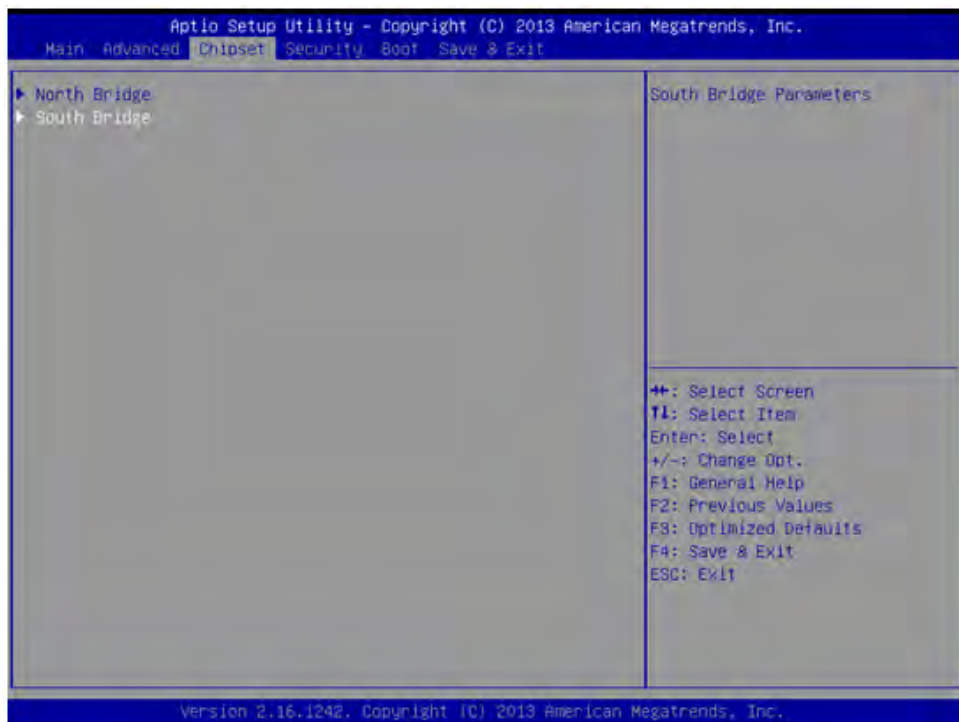 Aptio Setup Utility – Copyright (C) 2013 American Megatrends, Inc.
Main Advanced Chipset Security Boot Save & Exit
North Bridge
South Bridge
South Bridge Parameters
→←: Select Screen
↑↓: Select Item
Enter: Select
+/-: Change Opt.
F1: General Help
F2: Previous Values
F3: Optimized Defaults
F4: Save & Exit
ESC: Exit
Version 2.16.1242. Copyright (C) 2013 American Megatrends, Inc.